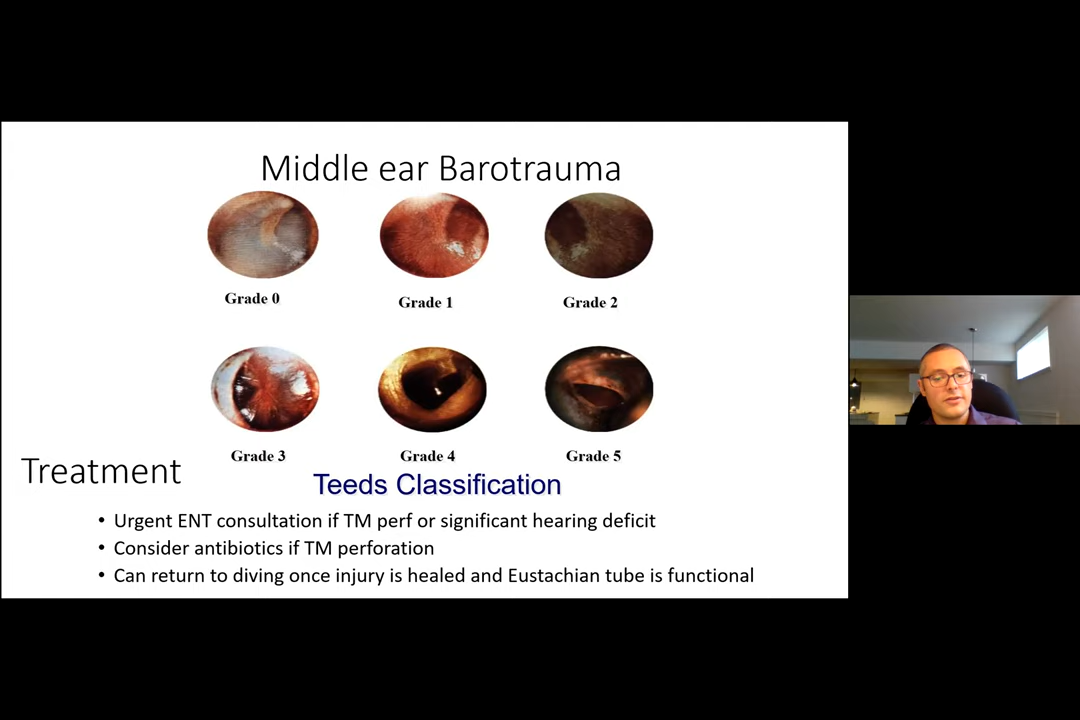 Middle ear Barotrauma
Grade 0
Grade 1
Grade 2
Grade 3
Grade 4
Grade 5
Treatment
Teeds Classification
• Urgent ENT consultation if TM perf or significant hearing deficit
• Consider antibiotics if TM perforation
• Can return to diving once injury is healed and Eustachian tube is functional